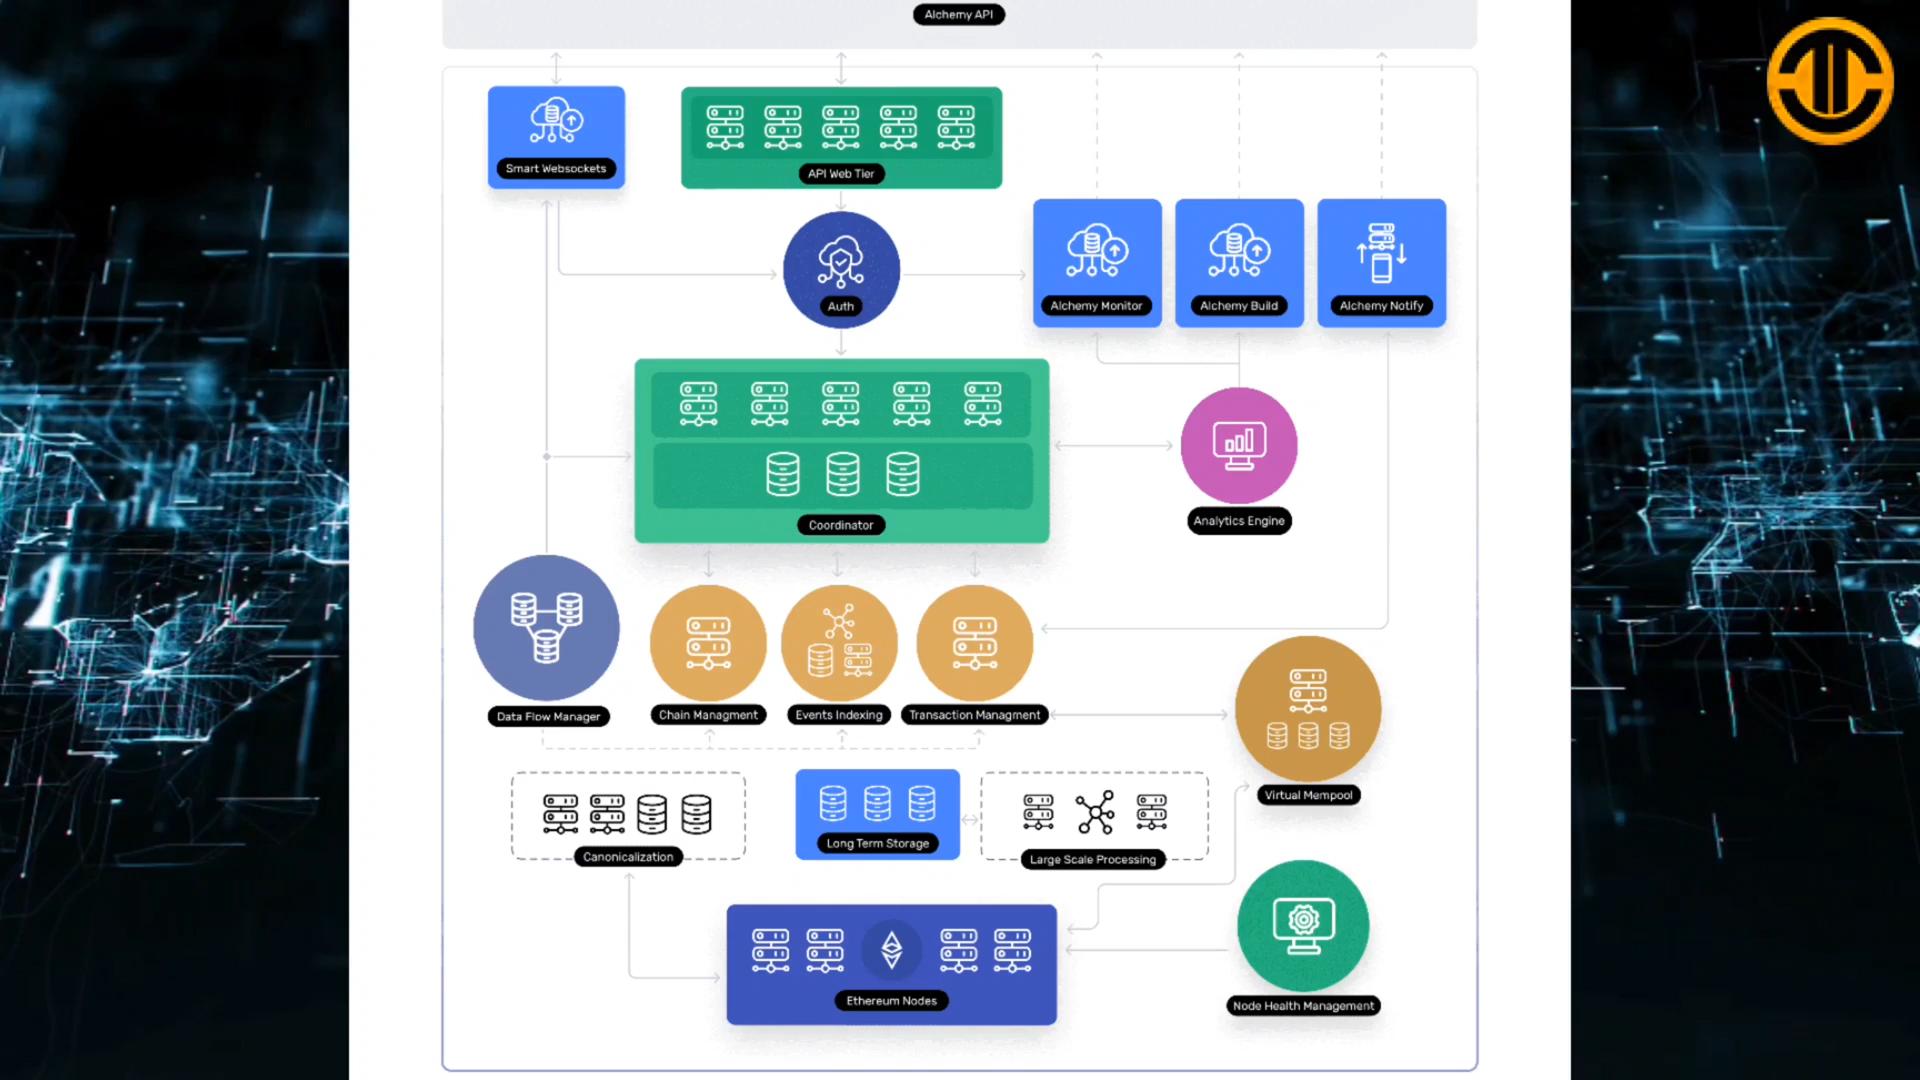 Alchemy API
Smart Websockets
API Web Tier
Auth
Alchemy Monitor
Alchemy Build
Alchemy Notify
Coordinator
Analytics Engine
Data Flow Manager
Chain Managment
Events Indexing
Transaction Managment
Virtual Mempool
Canonicalization
Long Term Storage
Large Scale Processing
Ethereum Nodes
Node Health Management